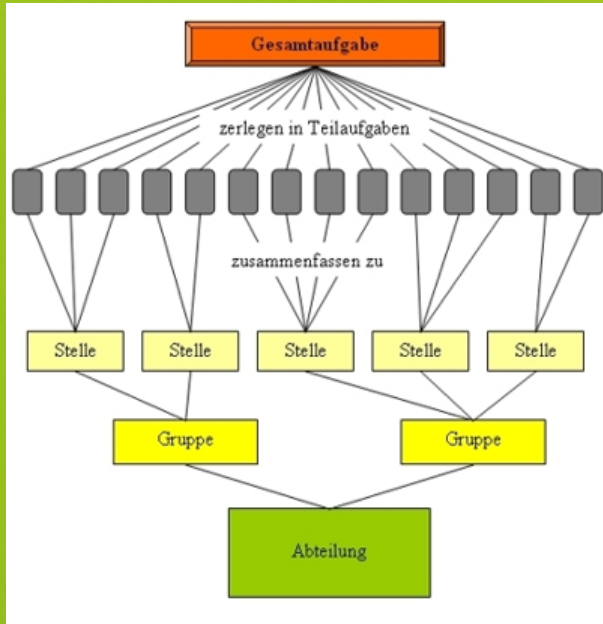 Gesamtaufgabe
zerlegen in Teilaufgaben
zusammenfassen zu
Stelle
Stelle
Stelle
Stelle
Stelle
Gruppe
Gruppe
Abteilung